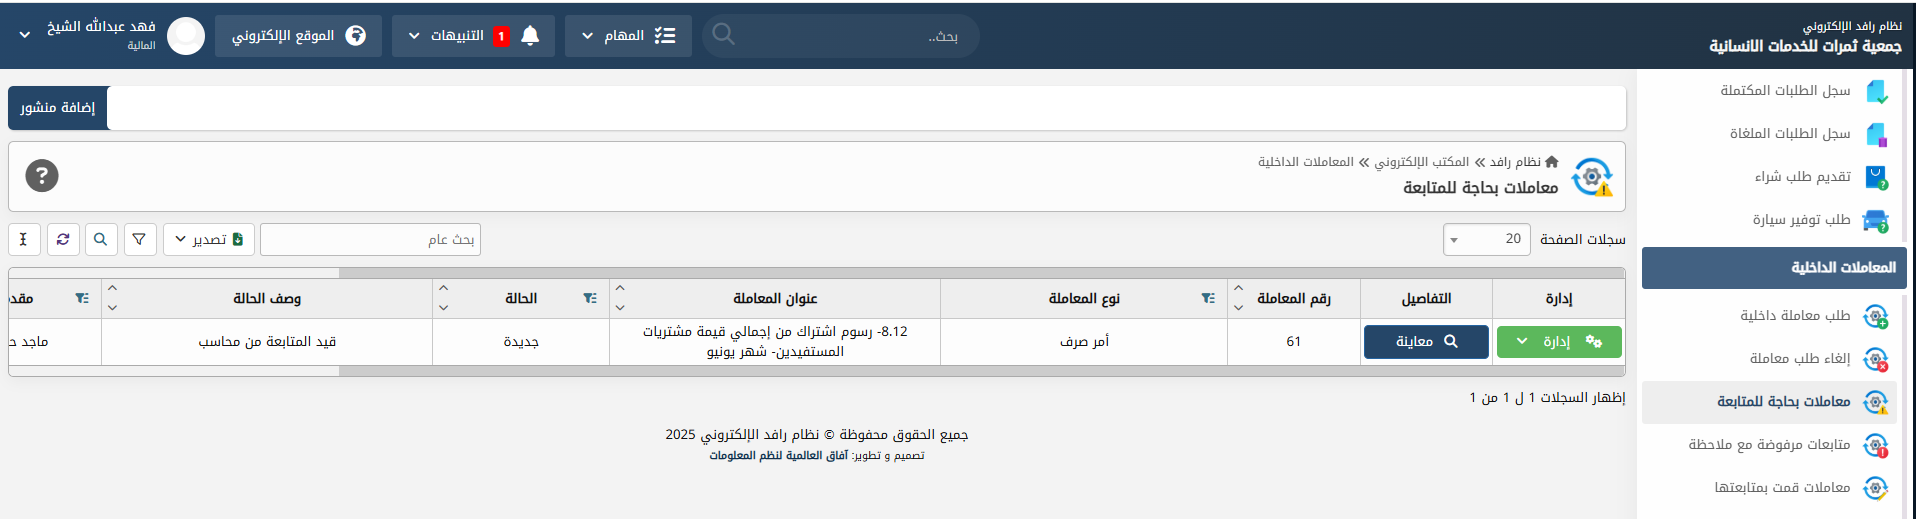 نظام رافد الإلكتروني
جمعية ثمرات للخدمات الانسانية
بحث..
المهام
التنبيهات 1
الموقع الإلكتروني
فهد عبدالله الشيخ
المالية
سجل الطلبات المكتملة
سجل الطلبات الملغاة
تقديم طلب شراء
طلب توفير سيارة
المعاملات الداخلية
طلب معاملة داخلية
إلغاء طلب معاملة
معاملات بحاجة للمتابعة
متابعات مرفوضة مع ملاحظة
معاملات قمت بمتابعتها
إضافة منشور
نظام رافد » المكتب الإلكتروني » المعاملات الداخلية
معاملات بحاجة للمتابعة
?
سجلات الصفحة 20
بحث عام
تصدير
إدارة التفاصيل رقم المعاملة نوع المعاملة عنوان المعاملة الحالة وصف الحالة
إدارة معاينة 61 أمر صرف 8.12- رسوم اشتراك من إجمالي قيمة مشتريات
المستفيدين- شهر يونيو
جديدة قيد المتابعة من محاسب ماجد
إظهار السجلات 1 ل 1 من 1
جميع الحقوق محفوظة © نظام رافد الإلكتروني 2025
تصميم و تطوير: آفاق العالمية لنظم المعلومات